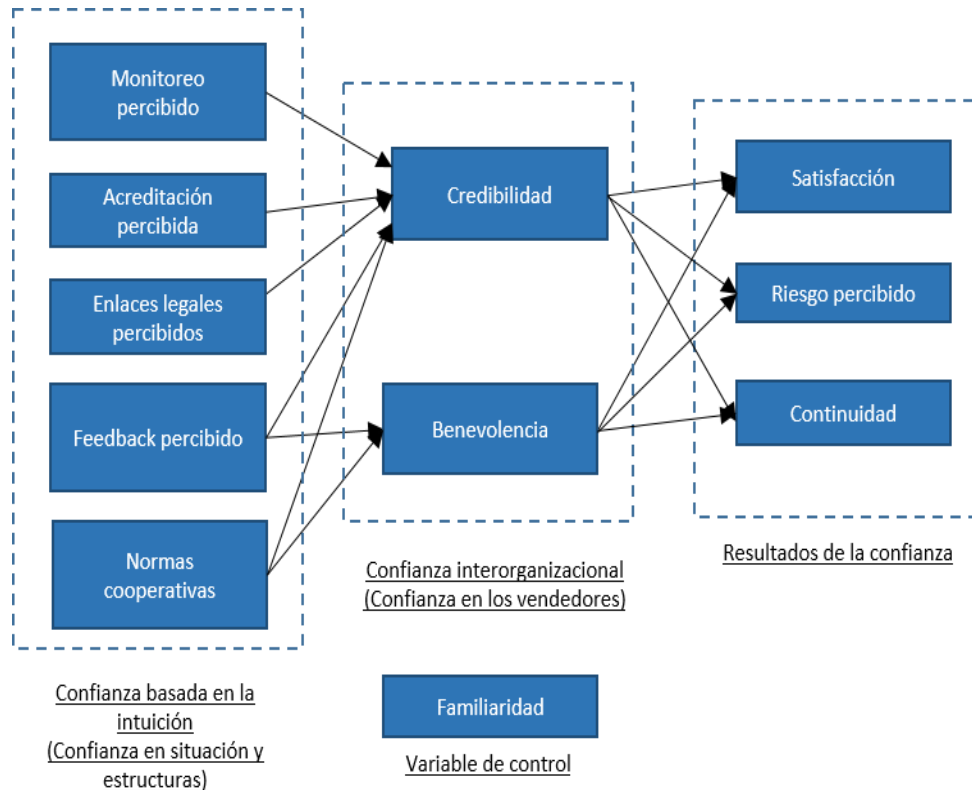 Monitoreo
percibido
Acreditación
percibida
Enlaces legales
percibidos
Feedback percibido
Normas
cooperativas
Confianza basada en la
intuición
(Confianza en situación y
estructuras)
Credibilidad
Benevolencia
Confianza interorganizacional
(Confianza en los vendedores)
Familiaridad
Variable de control
Satisfacción
Riesgo percibido
Continuidad
Resultados de la confianza